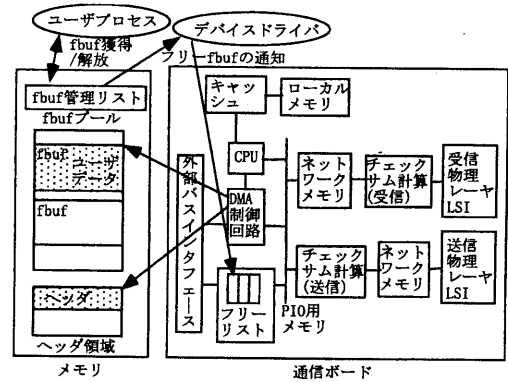 ユーザプロセス
デバイスドライバ
fbuf獲得
/解放
フリーfbufの通知
fbuf管理リスト
fbufプール
fbuf
ユーザ
データ
fbuf
ヘッダ
ヘッダ領域
メモリ
キャッ
シュ
ローカル
メモリ
CPU
外部バスインタフェース
DMA
制御
回路
ネット
ワーク
メモリ
チェック
サム計算
(受信)
受信
物理
レーヤ
LSI
チェック
サム計算
(送信)
ネット
ワーク
メモリ
送信
物理
レーヤ
LSI
フリー
リスト
PIO用
メモリ
通信ボード